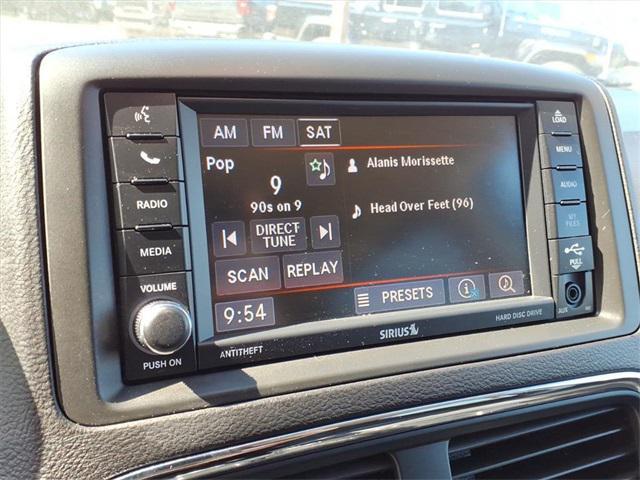 AM FM SAT
Pop
9
90s on 9
Alanis Morissette
Head Over Feet (96)
DIRECT
TUNE
SCAN REPLAY
9:54
PRESETS
RADIO
MEDIA
VOLUME
PUSH ON
ANTITHEFT
SIRIUS
HARD DISC DRIVE
LOAD
MENU
AUDIO
MY
FILES
PULL
AUX